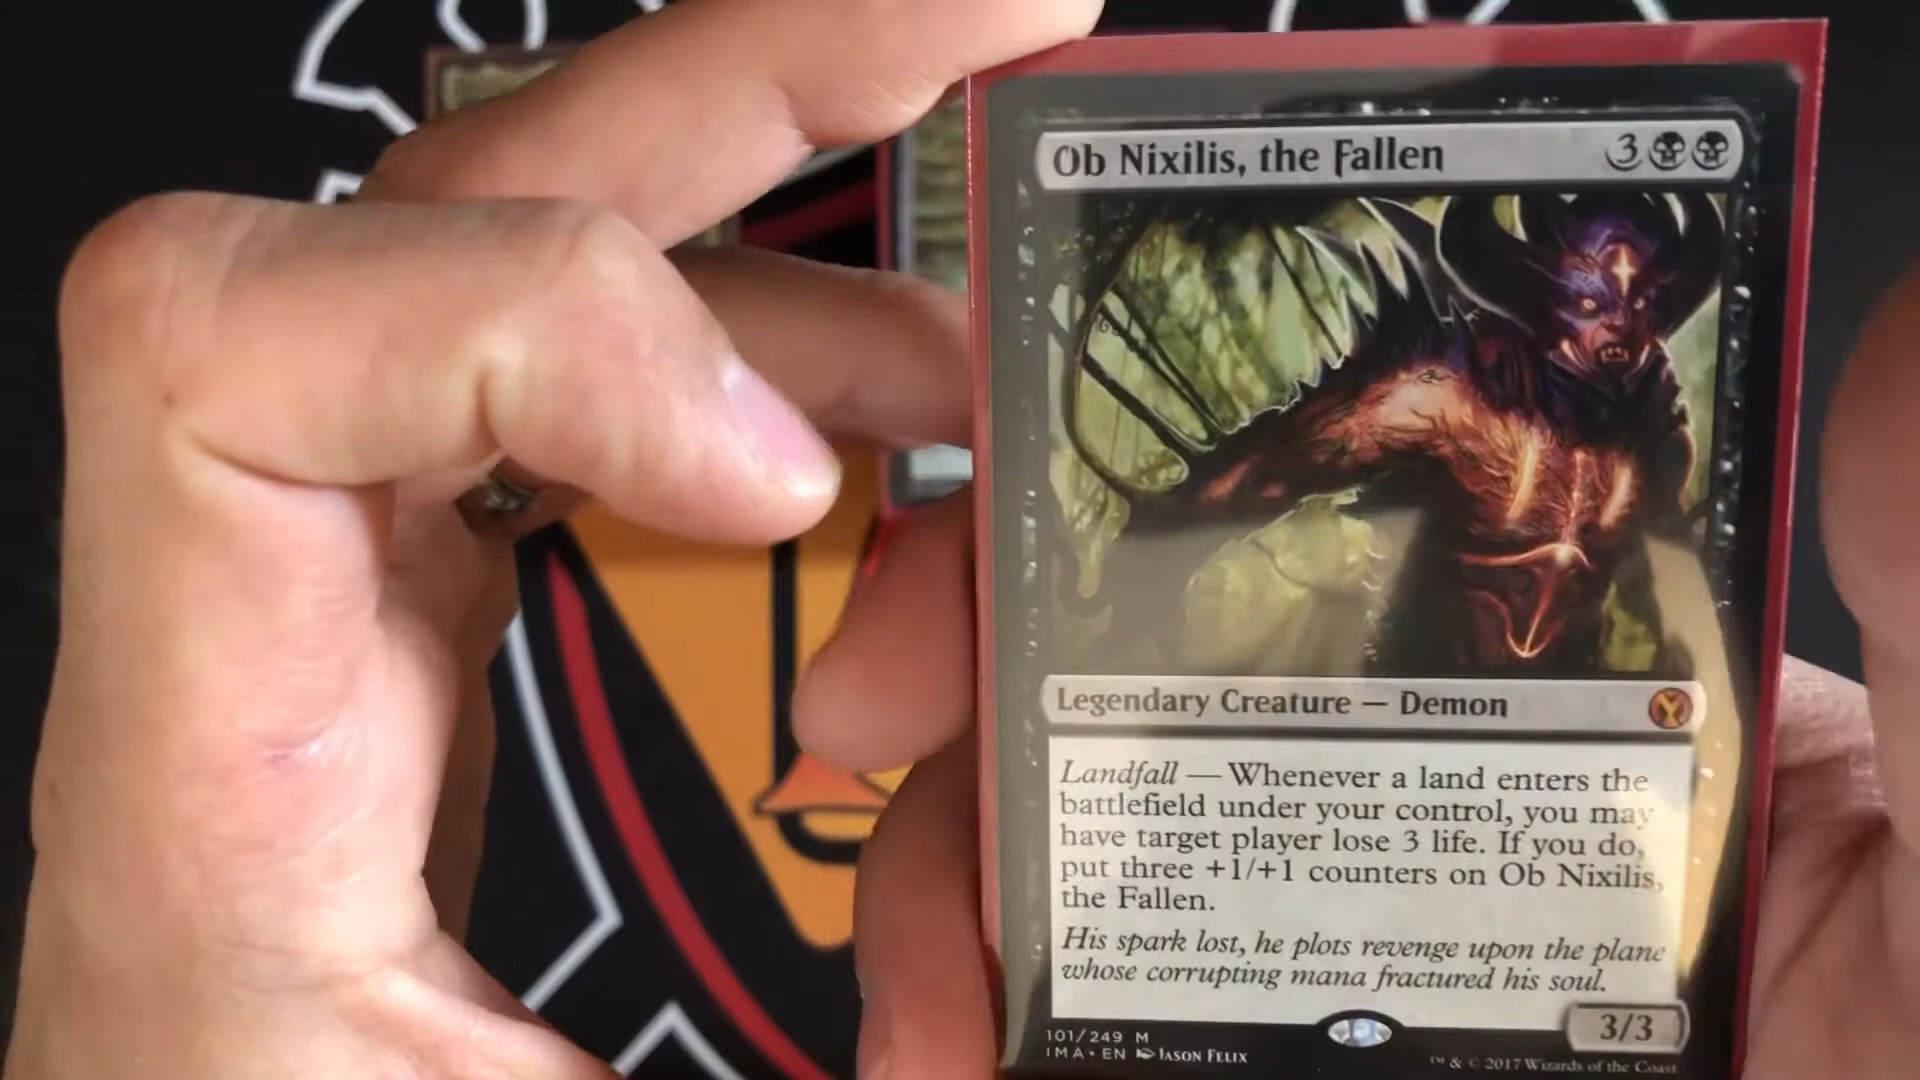 Ob Nixilis, the Fallen 3
Legendary Creature — Demon
Landfall — Whenever a land enters the
battlefield under your control, you may
have target player lose 3 life. If you do,
put three +1/+1 counters on Ob Nixilis,
the Fallen.
His spark lost, he plots revenge upon the plane
whose corrupting mana fractured his soul.
3/3
101/249 M
IMA • EN JASON FELIX
™ & © 2017 Wizards of the Coast